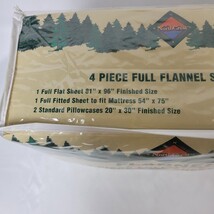 4 PIECE FULL FLANNEL S
1 Full Flat Sheet 81" x 96" Finished Size
1 Full Fitted Sheet to fit Mattress 54" x 75"
2 Standard Pillowcases 20" x 30" Finished Size